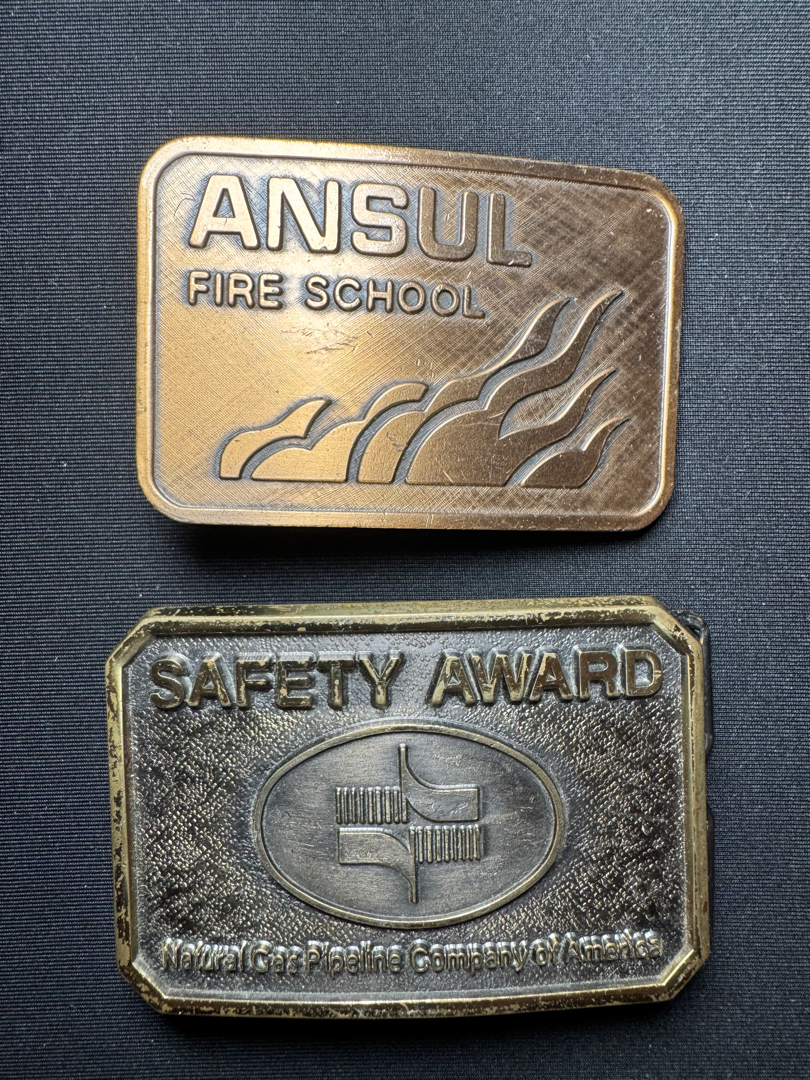 ANSUL
FIRE SCHOOL
SAFETY AWARD
Natural Gas Pipeline Company of America